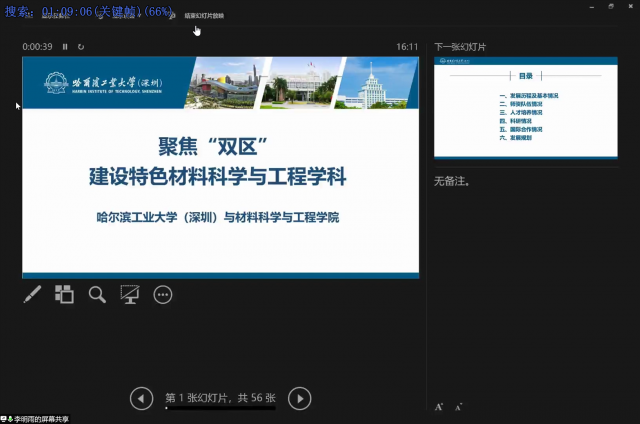 搜索: 01:09:06(关键帧)(66%)
结束幻灯片放映
0:00:39
16:11
下一张幻灯片
哈尔滨工业大学(深圳)
HARBIN INSTITUTE OF TECHNOLOGY, SHENZHEN
聚焦“双区”
建设特色材料科学与工程学科
哈尔滨工业大学（深圳）与材料科学与工程学院
目录
一、发展历程及基本情况
二、师资队伍情况
三、人才培养情况
四、科研情况
五、国际合作情况
六、发展规划
无备注。
第 1 张幻灯片，共 56 张
A A
李明雨的屏幕共享